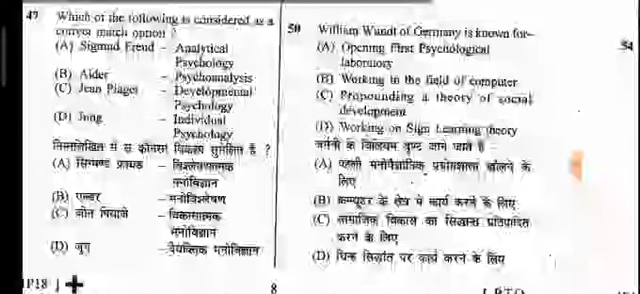 47 Which of the following is considered as a
correct match option ?
(A) Sigmund Freud – Analytical
Psychology
(B) Alder – Psychoanalysis
(C) Jean Piaget – Developmental
Psychology
(D) Jung – Individual
Psychology
निम्नलिखित में से कौनसा विकल्प सुमेलित है ?
(A) सिग्मण्ड फ्रायड – विश्लेषणात्मक
मनोविज्ञान
(B) एल्डर – मनोविश्लेषण
(C) जीन पियाजे – विकासात्मक
मनोविज्ञान
(D) जुंग – वैयक्तिक मनोविज्ञान
50 William Wundt of Germany is known for–
(A) Opening First Psychological
laboratory
(B) Working in the field of computer
(C) Propounding a theory of social
development
(D) Working on Sign Learning theory
जर्मनी के विलियम वुण्ट जाने जाते है –
(A) पहली मनोवैज्ञानिक प्रयोगशाला खोलने के
लिए
(B) कम्प्यूटर के क्षेत्र में कार्य करने के लिए
(C) सामाजिक विकास का सिद्धान्त प्रतिपादित
करने के लिए
(D) चिन्ह सिद्धांत पर कार्य करने के लिए
54
P18 ]
8